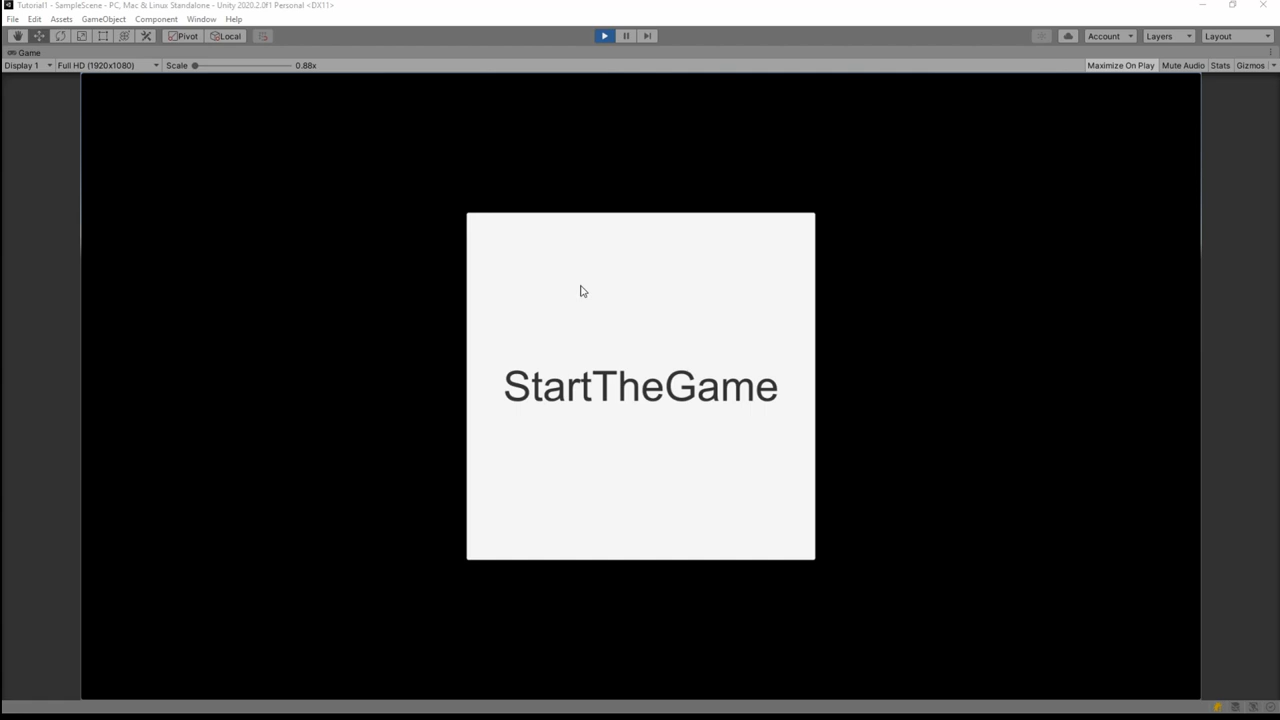 Tutorial1 - SampleScene - PC, Mac & Linux Standalone - Unity 2020.2.0f1 Personal <DX11>
File Edit Assets GameObject Component Window Help
Pivot Local Account Layers Layout
Game
Display 1 Full HD (1920x1080) Scale 0.88x Maximize On Play Mute Audio Stats Gizmos
StartTheGame